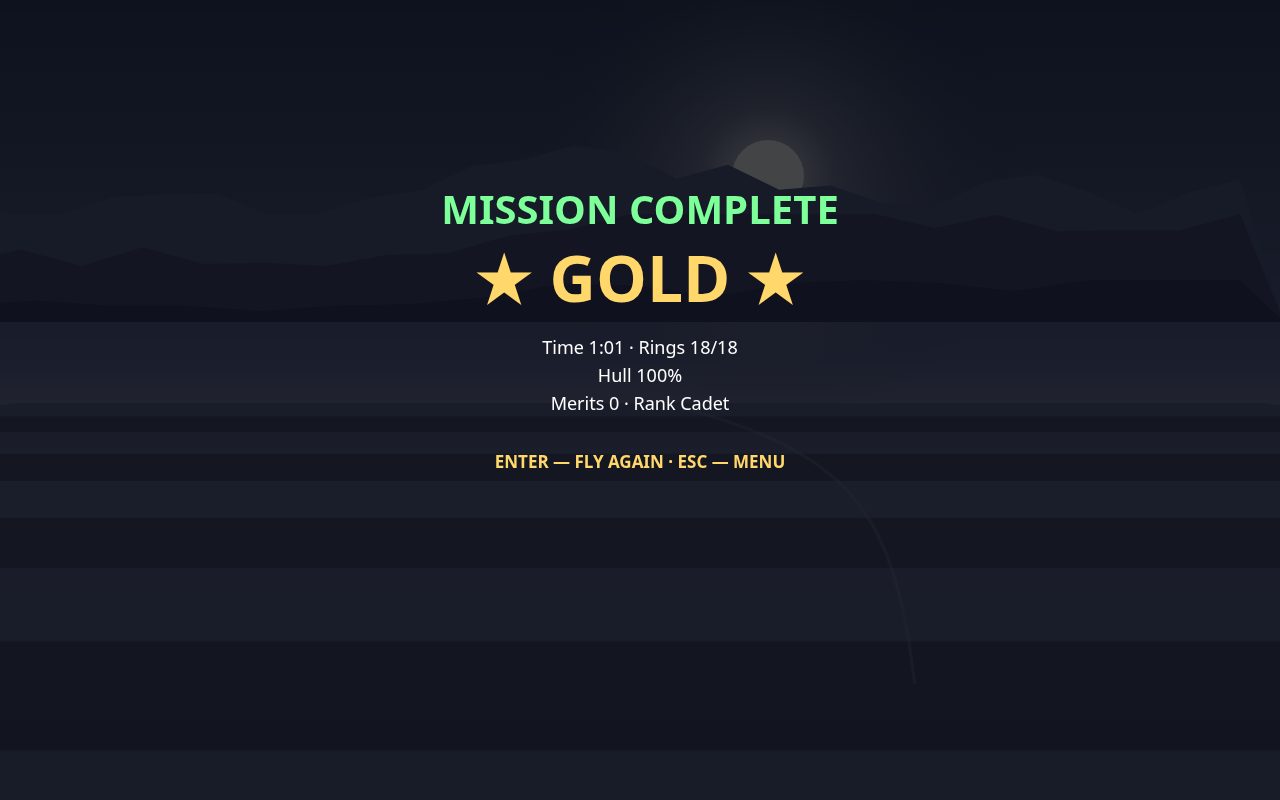 MISSION COMPLETE
★ GOLD ★
Time 1:01 · Rings 18/18
Hull 100%
Merits 0 · Rank Cadet
ENTER — FLY AGAIN · ESC — MENU